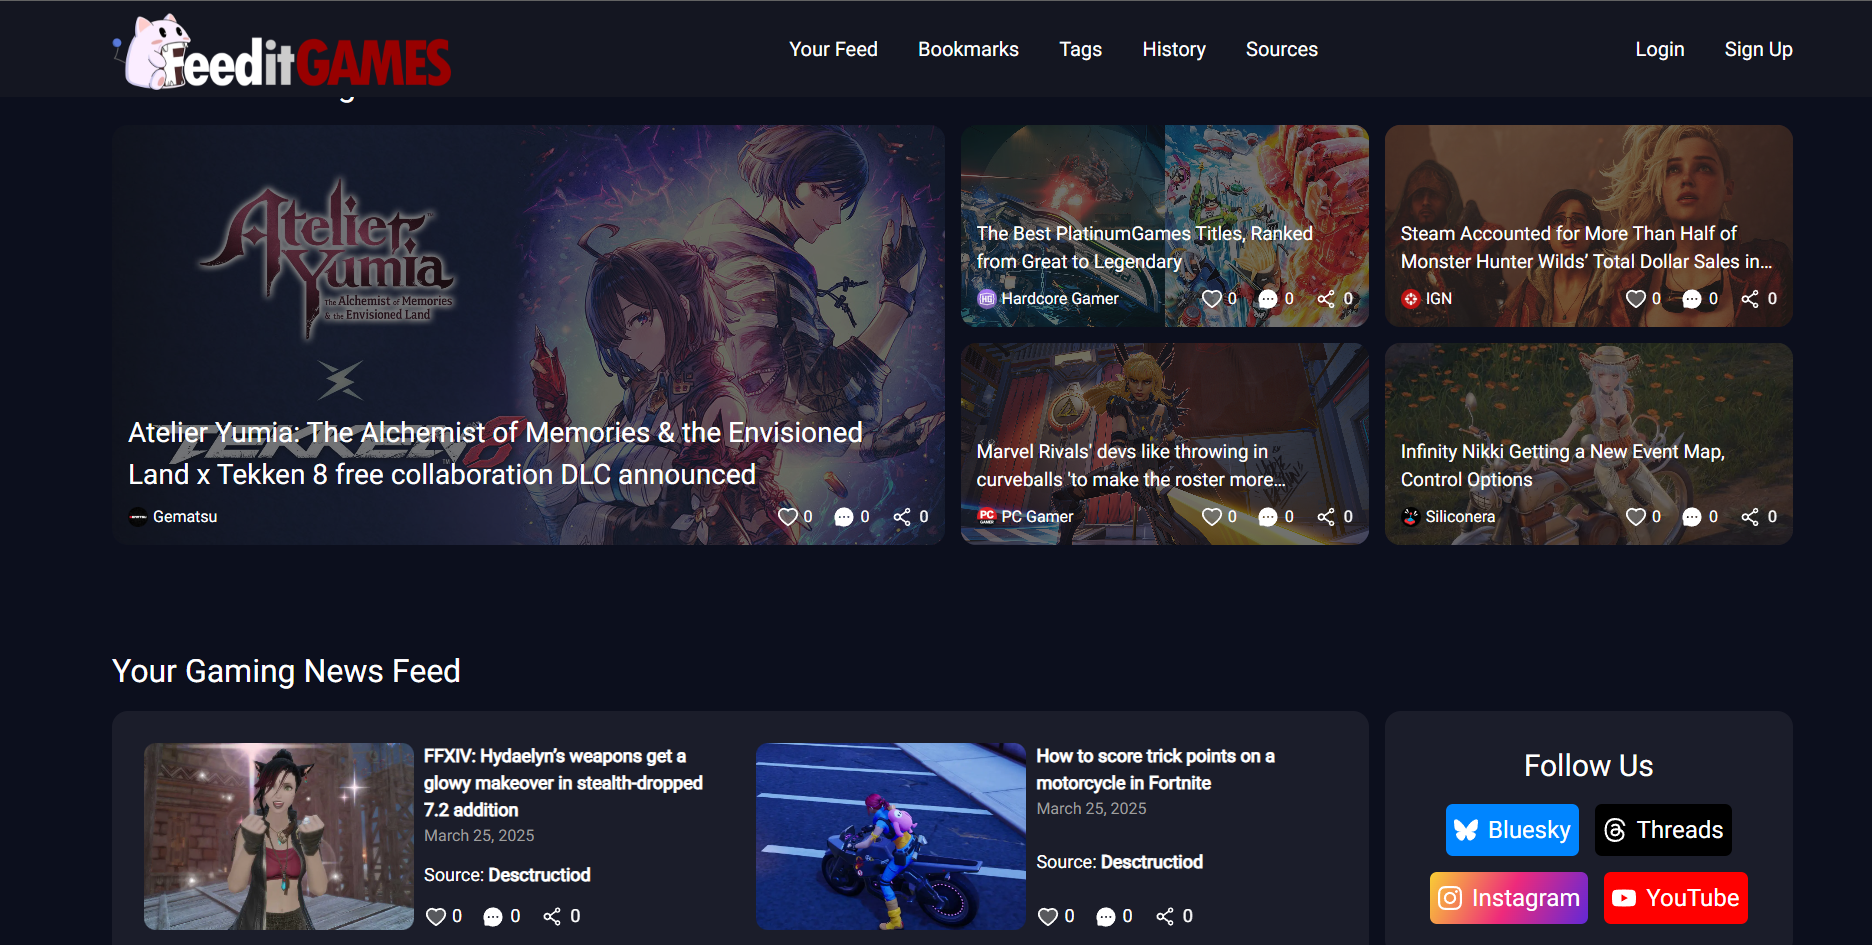 FeeditGAMES
Your Feed
Bookmarks
Tags
History
Sources
Login
Sign Up
Atelier Yumia
The Alchemist of Memories
& the Envisioned Land
TEKKEN 8
Atelier Yumia: The Alchemist of Memories & the Envisioned
Land x Tekken 8 free collaboration DLC announced
Gematsu
0
0
0
The Best PlatinumGames Titles, Ranked
from Great to Legendary
HG
Hardcore Gamer
0
0
0
Steam Accounted for More Than Half of
Monster Hunter Wilds’ Total Dollar Sales in...
IGN
0
0
0
Marvel Rivals' devs like throwing in
curveballs 'to make the roster more...
PC GAMER
PC Gamer
0
0
0
Infinity Nikki Getting a New Event Map,
Control Options
Siliconera
0
0
0
Your Gaming News Feed
FFXIV: Hydaelyn’s weapons get a
glowy makeover in stealth-dropped
7.2 addition
March 25, 2025
Source: Desctructiod
0
0
0
How to score trick points on a
motorcycle in Fortnite
March 25, 2025
Source: Desctructiod
0
0
0
Follow Us
Bluesky
Threads
Instagram
YouTube